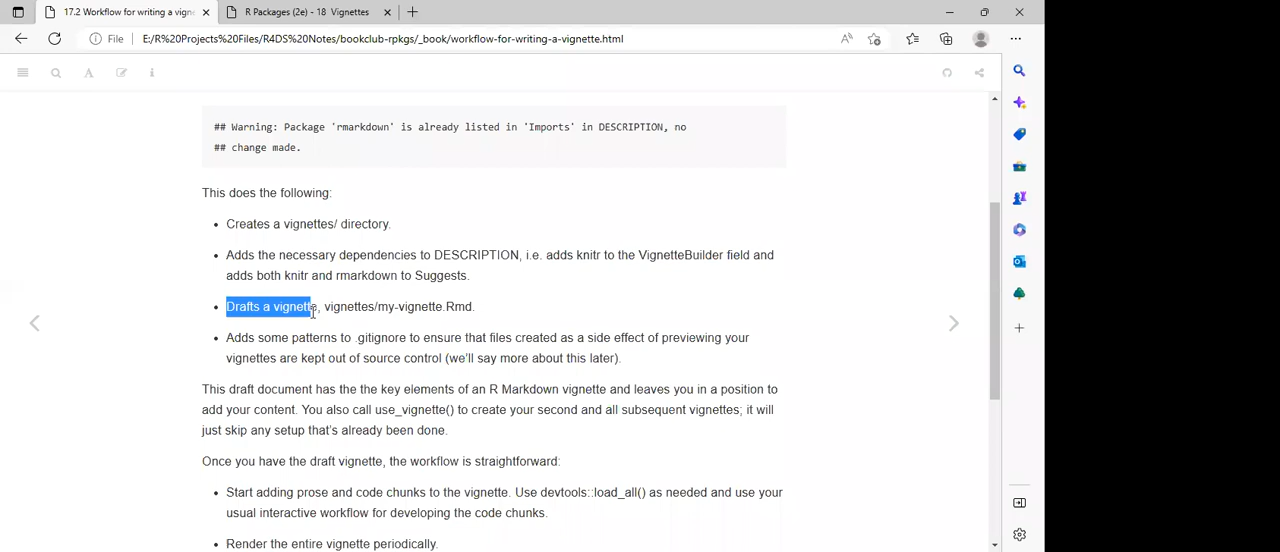 17.2 Workflow for writing a vigne
R Packages (2e) - 18 Vignettes
File
E:/R%20Projects%20Files/R4DS%20Notes/bookclub-rpkgs/_book/workflow-for-writing-a-vignette.html
## Warning: Package 'rmarkdown' is already listed in 'Imports' in DESCRIPTION, no
## change made.
This does the following:
• Creates a vignettes/ directory.
• Adds the necessary dependencies to DESCRIPTION, i.e. adds knitr to the VignetteBuilder field and
adds both knitr and rmarkdown to Suggests.
• Drafts a vignette, vignettes/my-vignette.Rmd.
• Adds some patterns to .gitignore to ensure that files created as a side effect of previewing your
vignettes are kept out of source control (we'll say more about this later).
This draft document has the the key elements of an R Markdown vignette and leaves you in a position to
add your content. You also call use_vignette() to create your second and all subsequent vignettes; it will
just skip any setup that's already been done.
Once you have the draft vignette, the workflow is straightforward:
• Start adding prose and code chunks to the vignette. Use devtools::load_all() as needed and use your
usual interactive workflow for developing the code chunks.
• Render the entire vignette periodically.